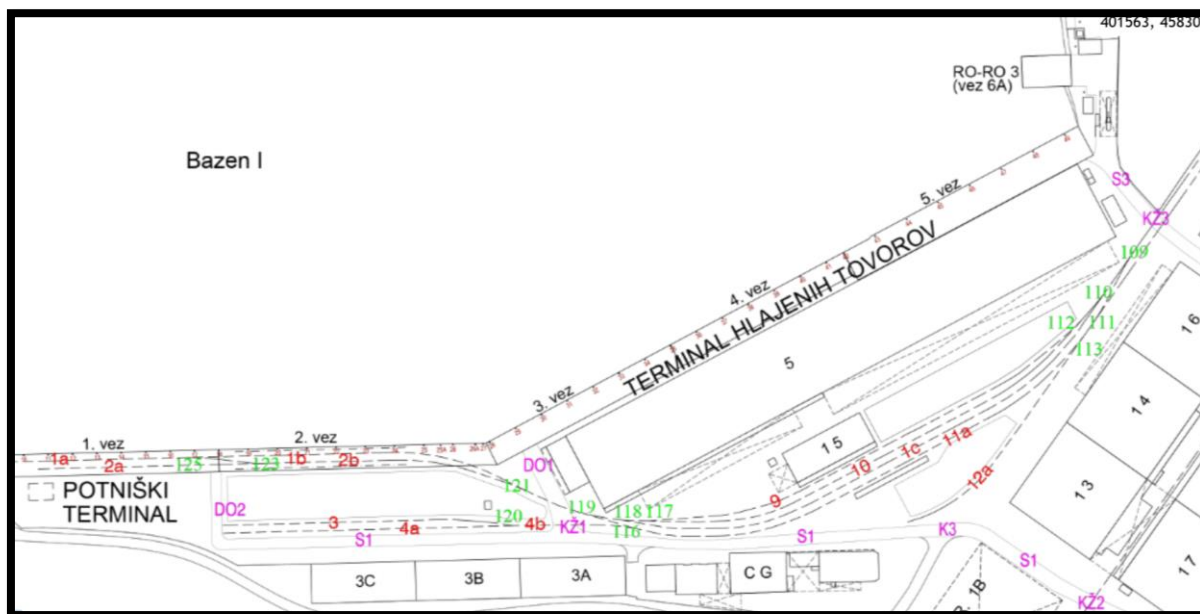 401563, 45830
RO-RO 3
(vez 6A)
Bazen I
S3
KŽ3
109
5. vez
4. vez
3. vez
TERMINAL HLAJENIH TOVOROV
5
110
112
111
113
16
14
13
17
1. vez
2. vez
1a
2a
125
123
1b
2b
DO1
15
1c
11a
10
9
12a
POTNIŠKI
TERMINAL
DO2
121
120
119
118
117
116
3
4a
4b
KŽ1
S1
S1
K3
S1
3C
3B
3A
C G
1B
KŽ2